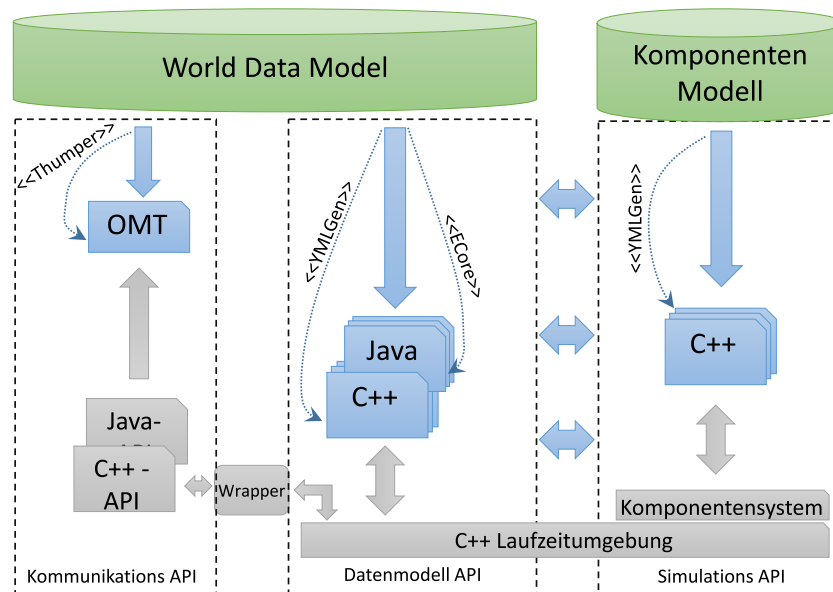 World Data Model
Komponenten
Modell
<<Thumper>>
OMT
<<YMLGen>>
<<ECore>>
<<YMLGen>>
Java
C++
C++
Java-
API
C++ -
API
Wrapper
Komponentensystem
C++ Laufzeitumgebung
Kommunikations API
Datenmodell API
Simulations API